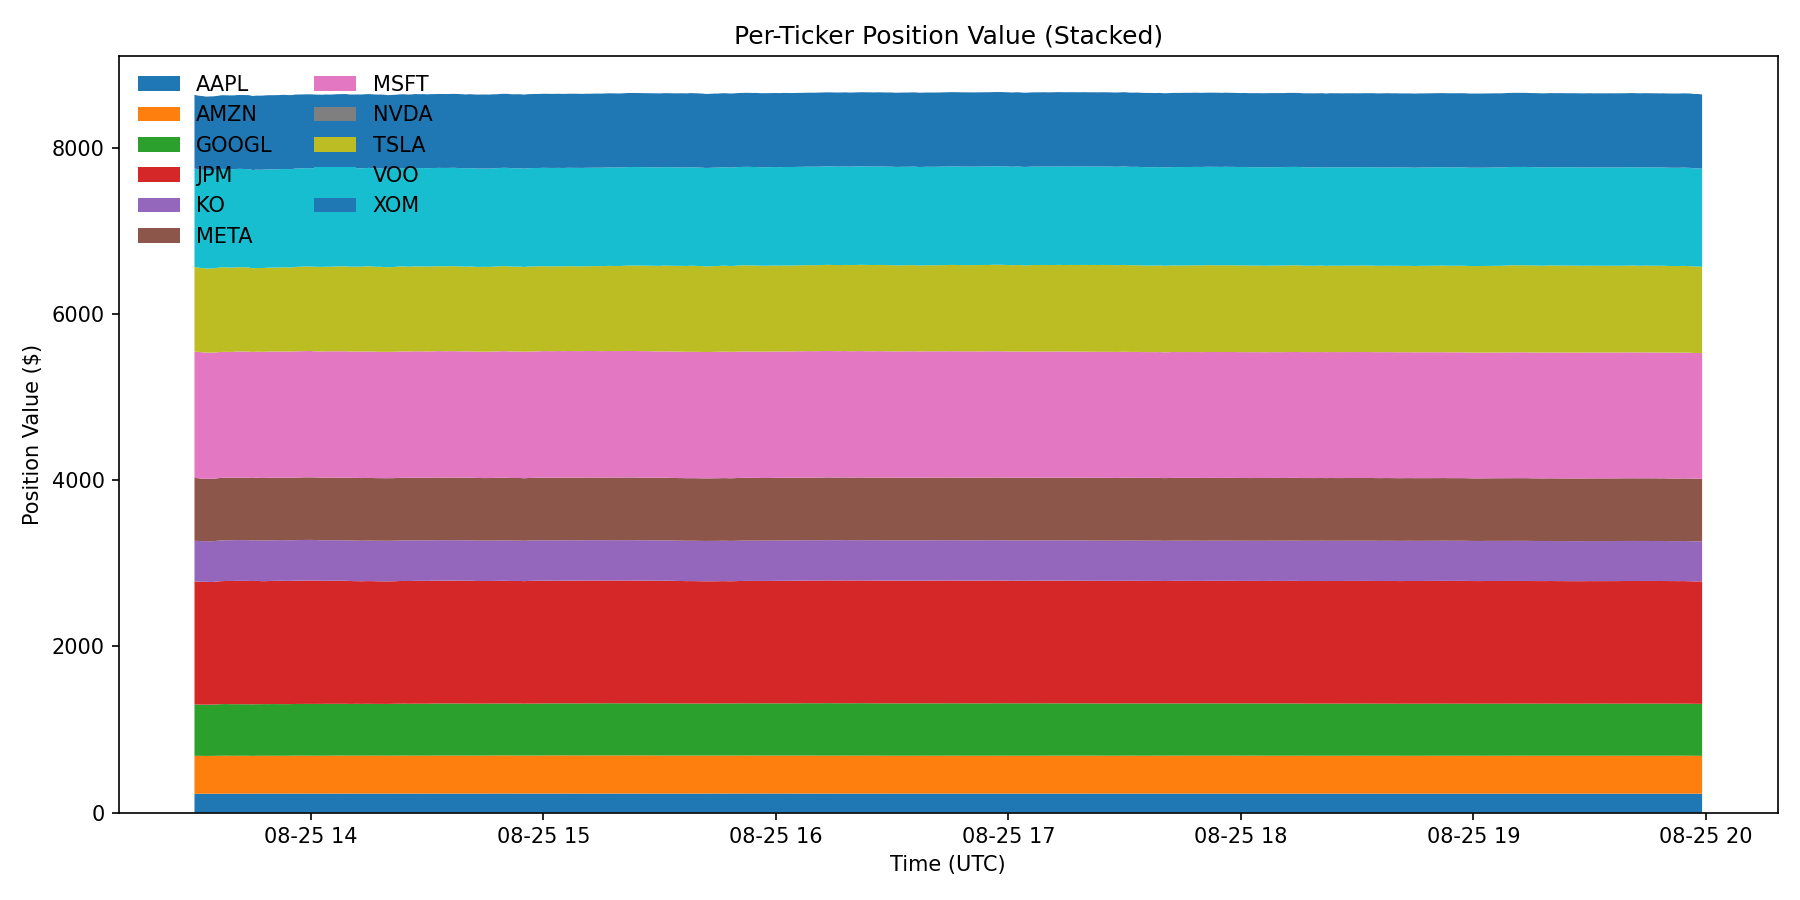 Per-Ticker Position Value (Stacked)
AAPL
AMZN
GOOGL
JPM
KO
META
MSFT
NVDA
TSLA
VOO
XOM
Position Value ($)
8000
6000
4000
2000
0
08-25 14
08-25 15
08-25 16
08-25 17
08-25 18
08-25 19
08-25 20
Time (UTC)